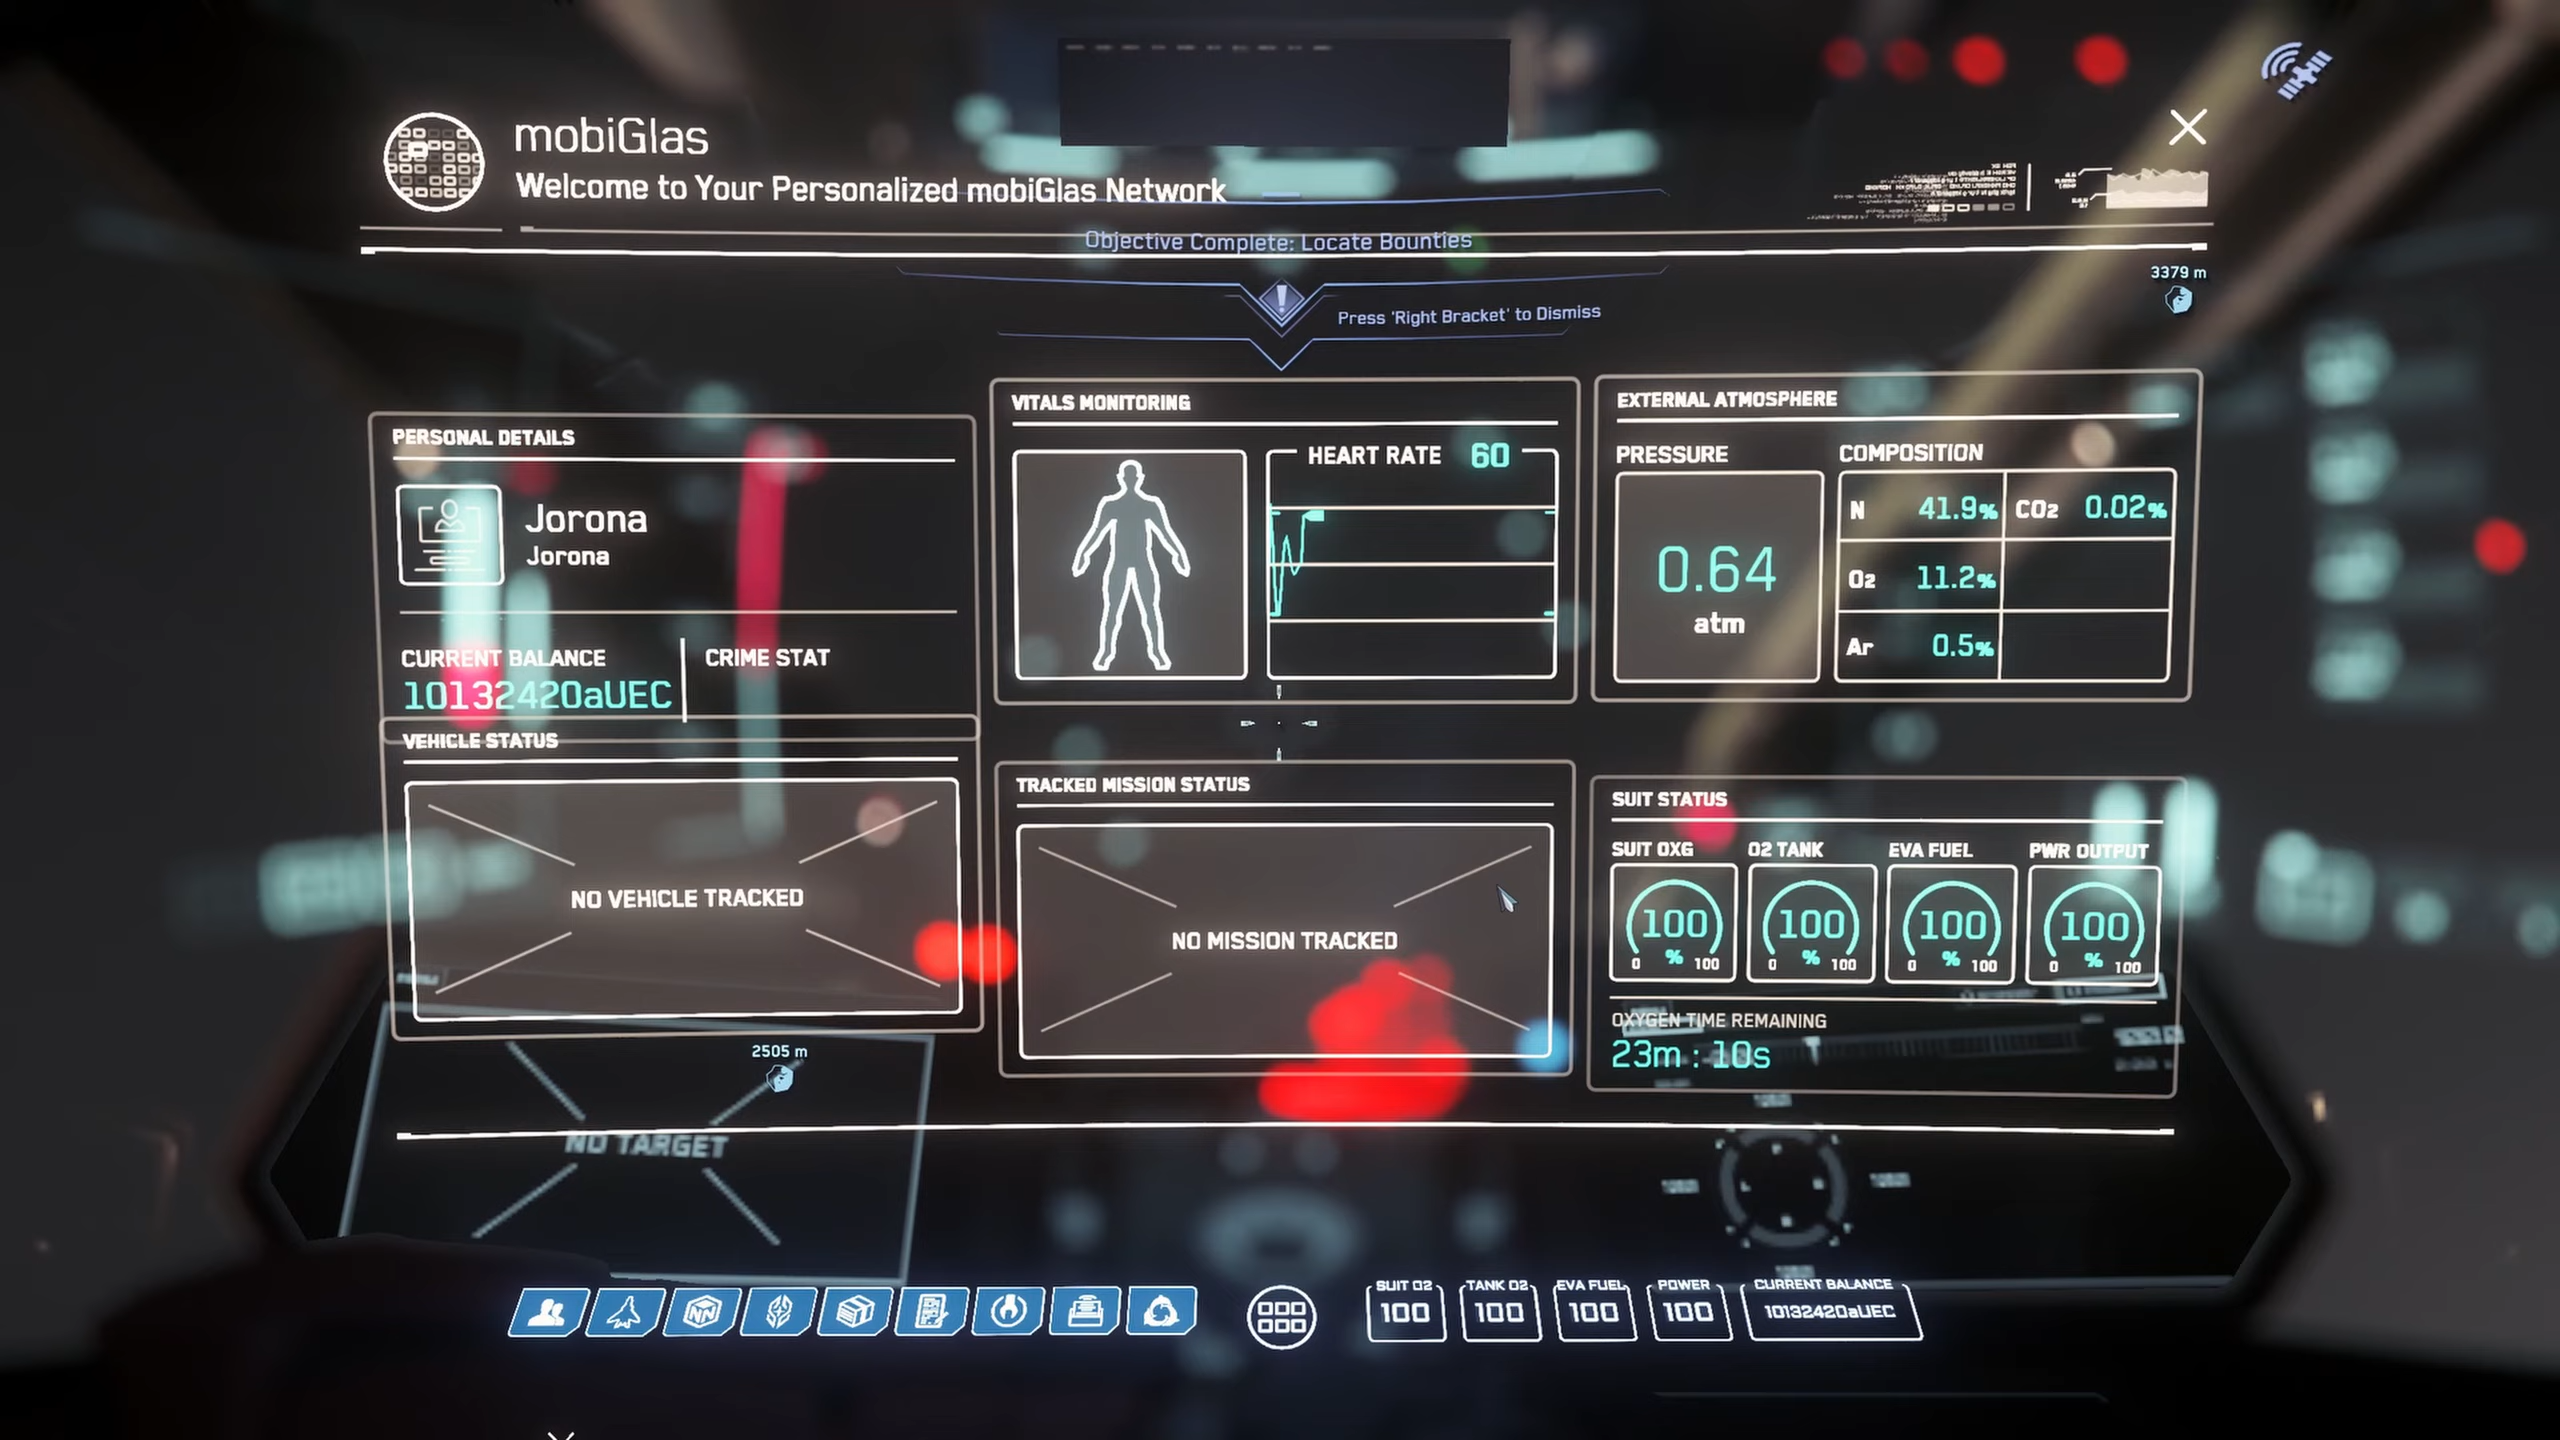 mobiGlas
Welcome to Your Personalized mobiGlas Network
Objective Complete: Locate Bounties
Press 'Right Bracket' to Dismiss
3379 m
PERSONAL DETAILS
Jorona
Jorona
CURRENT BALANCE
10132420aUEC
CRIME STAT
VITALS MONITORING
HEART RATE 60
EXTERNAL ATMOSPHERE
PRESSURE
0.64
atm
COMPOSITION
N 41.9% CO2 0.02%
O2 11.2%
Ar 0.5%
VEHICLE STATUS
NO VEHICLE TRACKED
TRACKED MISSION STATUS
NO MISSION TRACKED
SUIT STATUS
SUIT OXG O2 TANK EVA FUEL PWR OUTPUT
100 100 100 100
% % % %
0 100 0 100 0 100 0 100
OXYGEN TIME REMAINING
23m : 10s
2505 m
NO TARGET
SUIT O2 TANK O2 EVA FUEL POWER CURRENT BALANCE
100 100 100 100 10132420aUEC